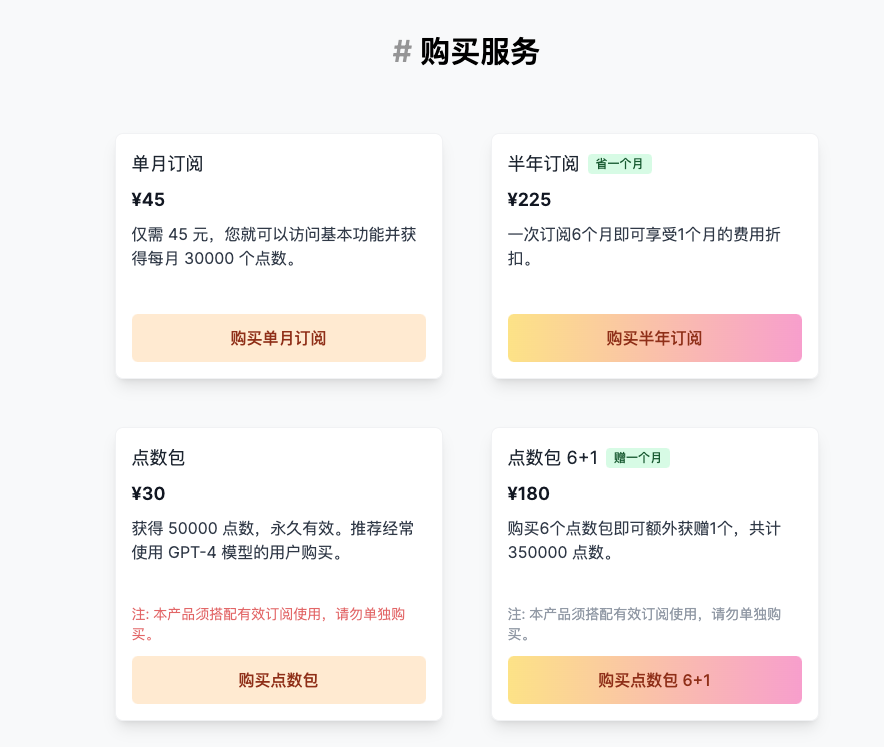 # 购买服务
单月订阅
¥45
仅需 45 元，您就可以访问基本功能并获
得每月 30000 个点数。
购买单月订阅
半年订阅 省一个月
¥225
一次订阅6个月即可享受1个月的费用折
扣。
购买半年订阅
点数包
¥30
获得 50000 点数，永久有效。推荐经常
使用 GPT-4 模型的用户购买。
注: 本产品须搭配有效订阅使用，请勿单独购
买。
购买点数包
点数包 6+1 赠一个月
¥180
购买6个点数包即可额外获赠1个，共计
350000 点数。
注: 本产品须搭配有效订阅使用，请勿单独购
买。
购买点数包 6+1